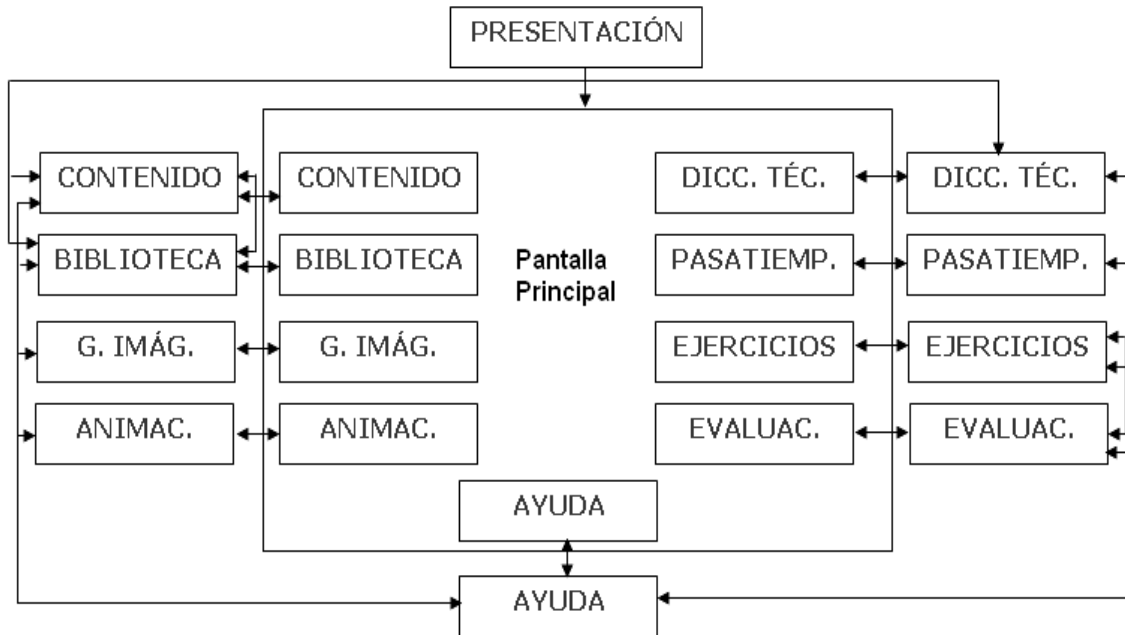 PRESENTACIÓN
CONTENIDO
CONTENIDO
DICC. TÉC.
DICC. TÉC.
BIBLIOTECA
BIBLIOTECA
Pantalla
Principal
PASATIEMP.
PASATIEMP.
G. IMÁG.
G. IMÁG.
EJERCICIOS
EJERCICIOS
ANIMAC.
ANIMAC.
EVALUAC.
EVALUAC.
AYUDA
AYUDA